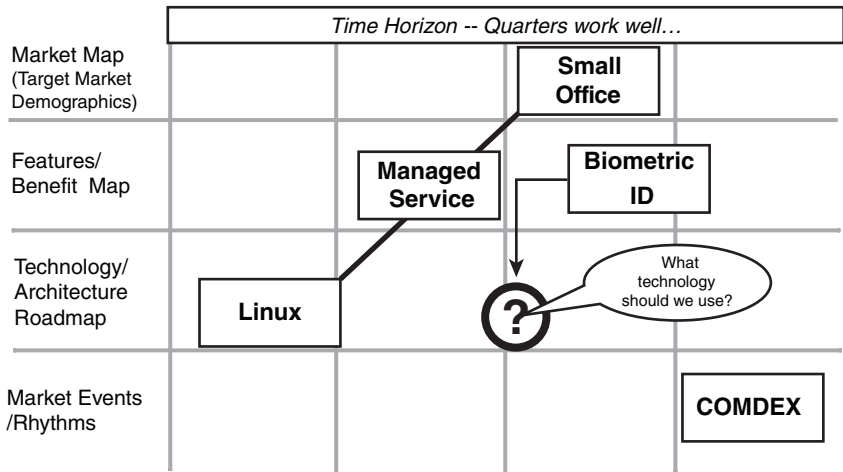 Time Horizon -- Quarters work well…
Market Map
(Target Market
Demographics)
Small
Office
Features/
Benefit Map
Managed
Service
Biometric
ID
Technology/
Architecture
Roadmap
Linux
?
What
technology
should we use?
Market Events
/Rhythms
COMDEX